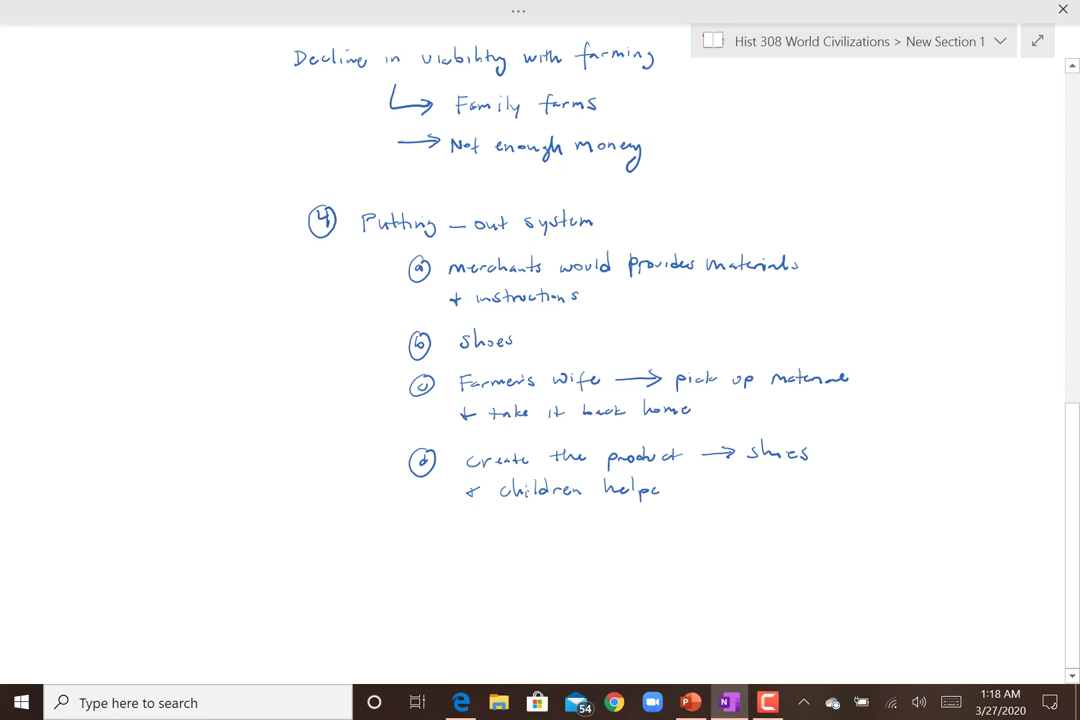 Hist 308 World Civilizations > New Section 1
Decline in viability with farming
Family farms
Not enough money
4 Putting - out system
a merchants would provides materials
+ instructions
b shoes
c Farmer's wife → pick up material
+ take it back home
d create the product → shoes
+ children helpe
Type here to search
54
1:18 AM
3/27/2020